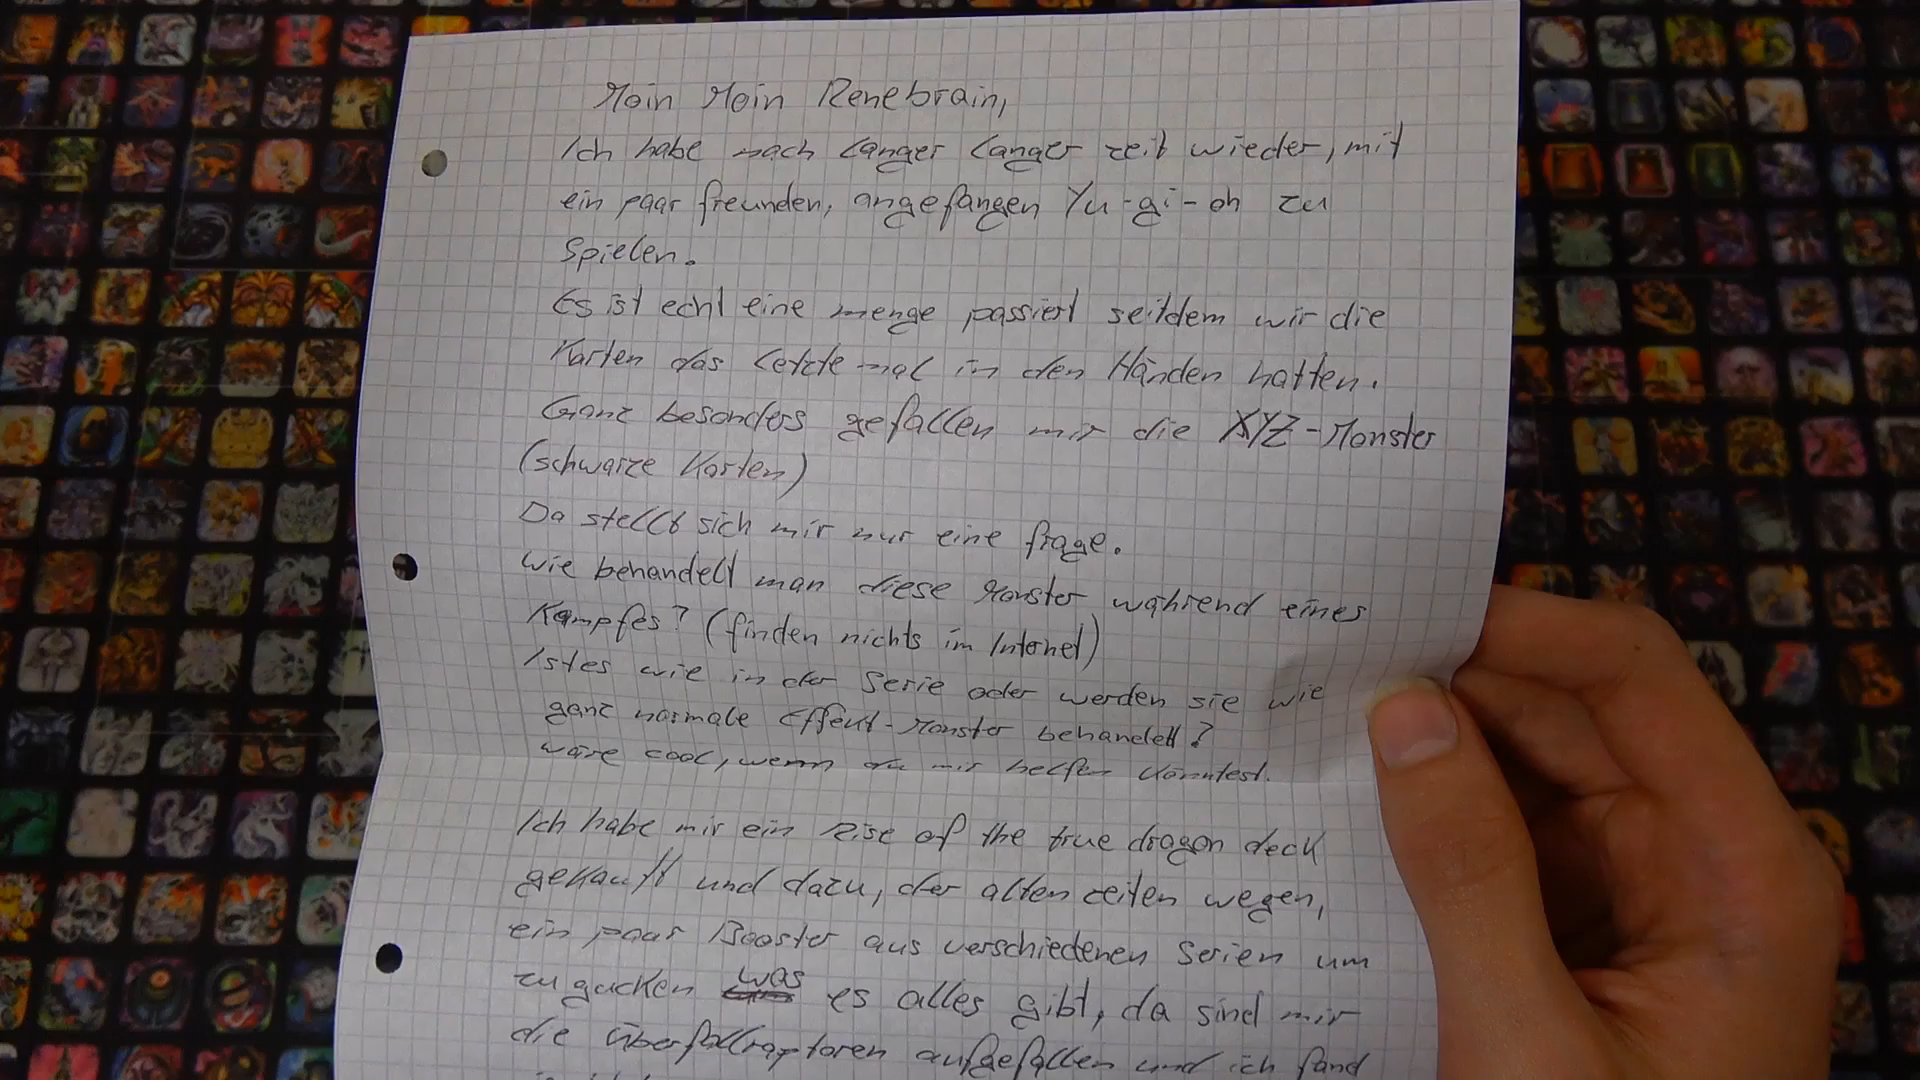 Moin Moin Renebrain,
Ich habe nach langer langer zeit wieder, mit
ein paar freunden, angefangen Yu-gi-oh zu
Spielen.
Es ist echt eine menge passiert seitdem wir die
Karten das letzte mal in den Händen hatten.
Ganz besonders gefallen mir die XYZ-Monster
(schwarze Karten)
Da stellt sich mir nur eine frage.
Wie behandelt man diese Monster während eines
Kampfes? (finden nichts im Internet)
Ist es wie in der Serie oder werden sie wie
ganz normale Effekt-Monster behandelt?
wäre cool, wenn du mir helfen könntest.
Ich habe mir ein Rise of the true dragon deck
gekauft und dazu, der alten zeiten wegen,
ein paar Booster aus verschiedenen Serien um
zu gucken was es alles gibt, da sind mir
die überfallraptoren aufgefallen und ich fand